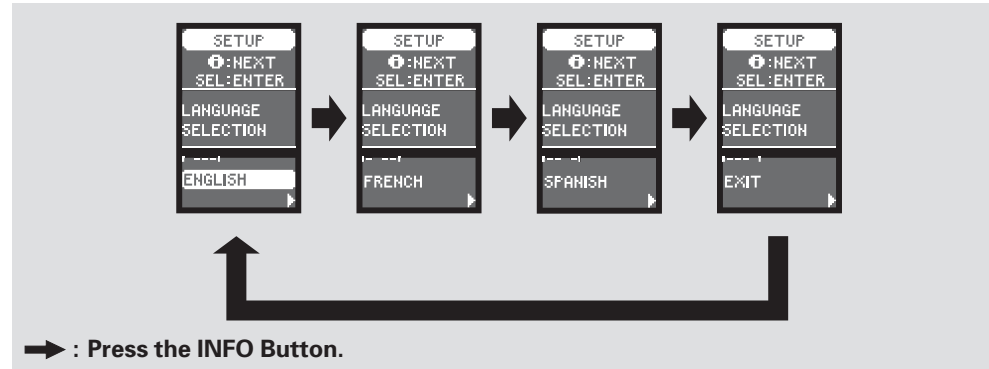 SETUP
ⓘ:NEXT
SEL:ENTER
LANGUAGE
SELECTION
ENGLISH
SETUP
ⓘ:NEXT
SEL:ENTER
LANGUAGE
SELECTION
FRENCH
SETUP
ⓘ:NEXT
SEL:ENTER
LANGUAGE
SELECTION
SPANISH
SETUP
ⓘ:NEXT
SEL:ENTER
LANGUAGE
SELECTION
EXIT
: Press the INFO Button.